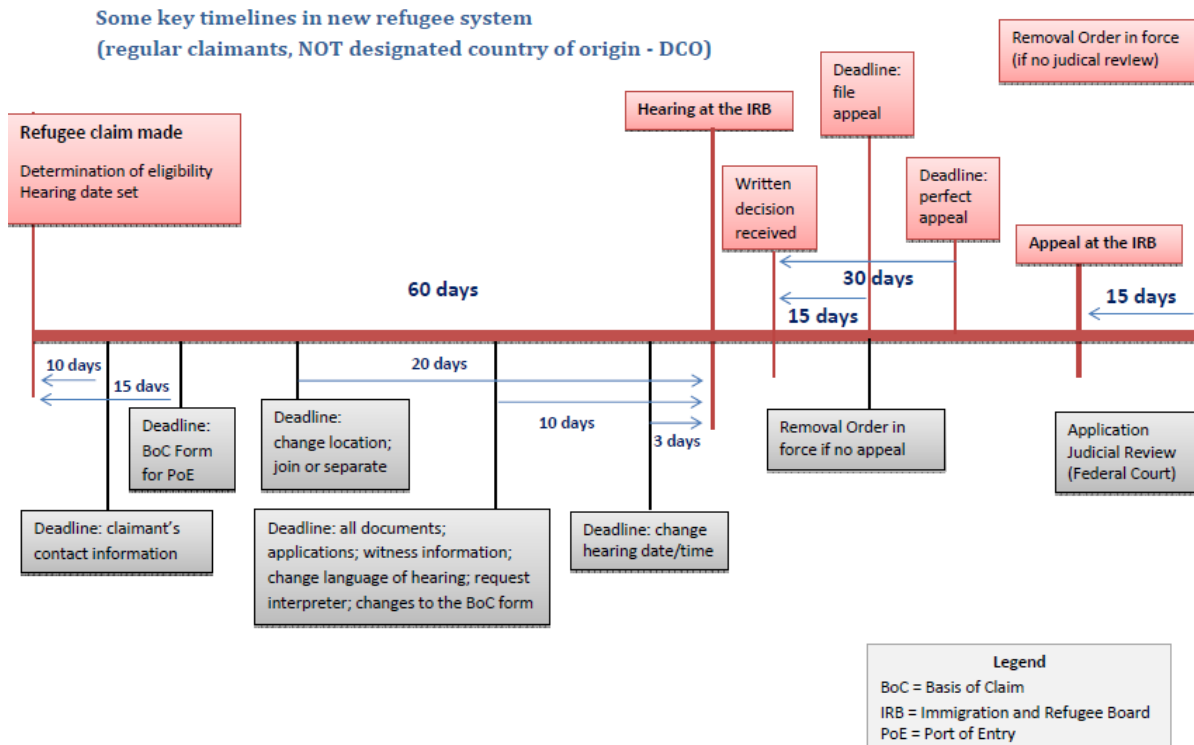 Some key timelines in new refugee system
(regular claimants, NOT designated country of origin - DCO)
Refugee claim made
Determination of eligibility
Hearing date set
Hearing at the IRB
Deadline:
file
appeal
Removal Order in force
(if no judical review)
Written
decision
received
Deadline:
perfect
appeal
Appeal at the IRB
60 days
30 days
15 days
15 days
10 days
15 days
20 days
10 days
3 days
Deadline:
BoC Form
for PoE
Deadline:
change location;
join or separate
Removal Order in
force if no appeal
Application
Judicial Review
(Federal Court)
Deadline: claimant's
contact information
Deadline: all documents;
applications; witness information;
change language of hearing; request
interpreter; changes to the BoC form
Deadline: change
hearing date/time
Legend
BoC = Basis of Claim
IRB = Immigration and Refugee Board
PoE = Port of Entry